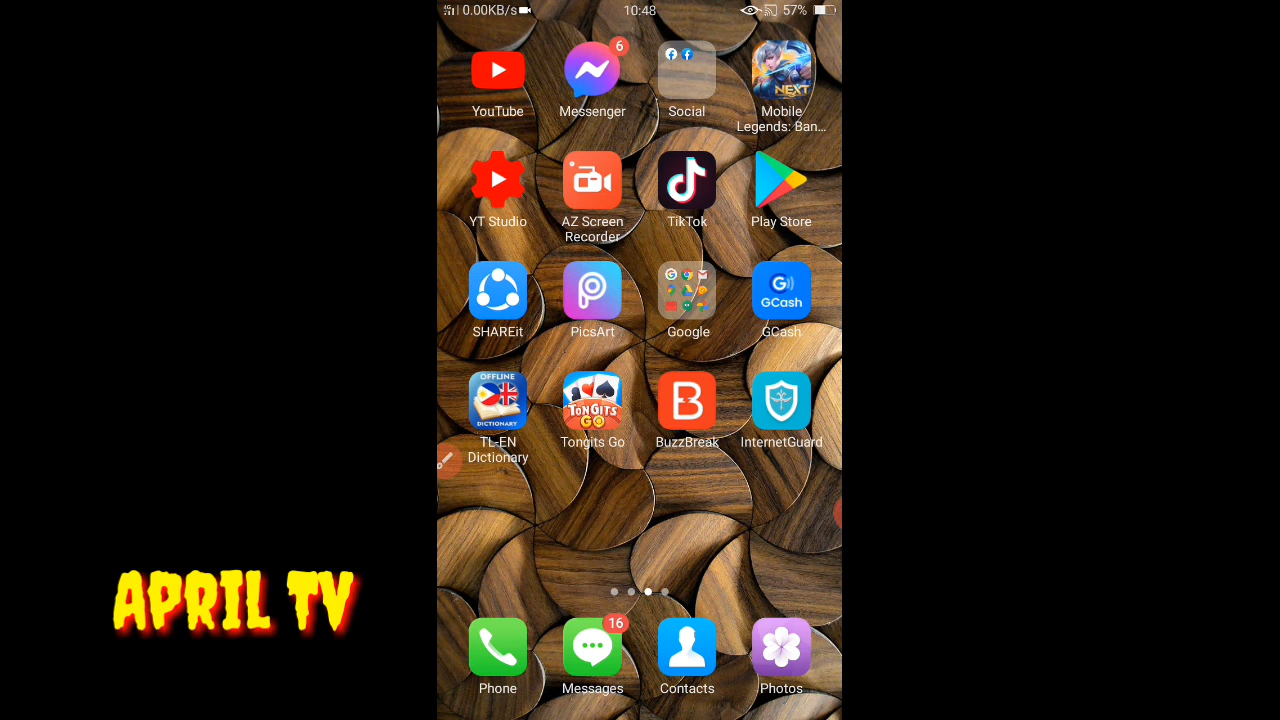 0.00KB/s 10:48 57%
6
YouTube Messenger Social Mobile
Legends: Ban...
NEXT
YT Studio AZ Screen TikTok Play Store
Recorder
GCash
SHAREit PicsArt Google GCash
OFFLINE
DICTIONARY
TONGITS
GO
TL-EN Tongits Go BuzzBreak InternetGuard
Dictionary
APRIL TV
16
Phone Messages Contacts Photos